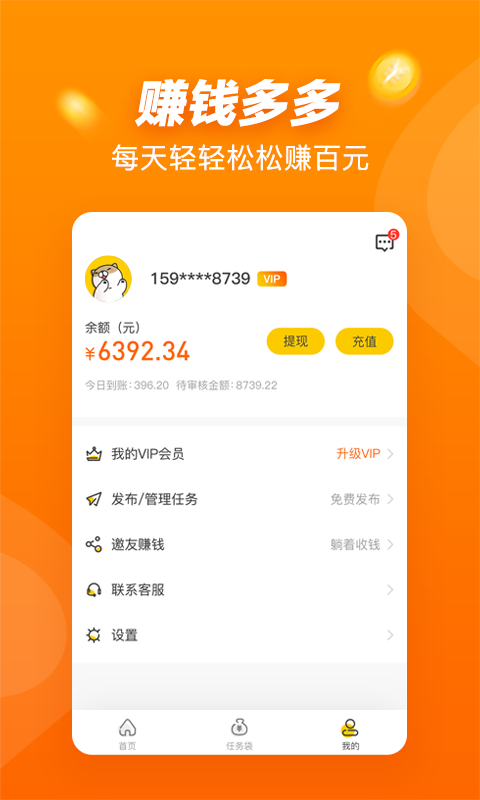 赚钱多多
每天轻轻松松赚百元
5
159****8739 VIP
余额（元）
¥6392.34
提现 充值
今日到账：396.20 待审核金额：8739.22
我的VIP会员 升级VIP
发布/管理任务 免费发布
邀友赚钱 躺着收钱
联系客服
设置
首页 任务袋 我的